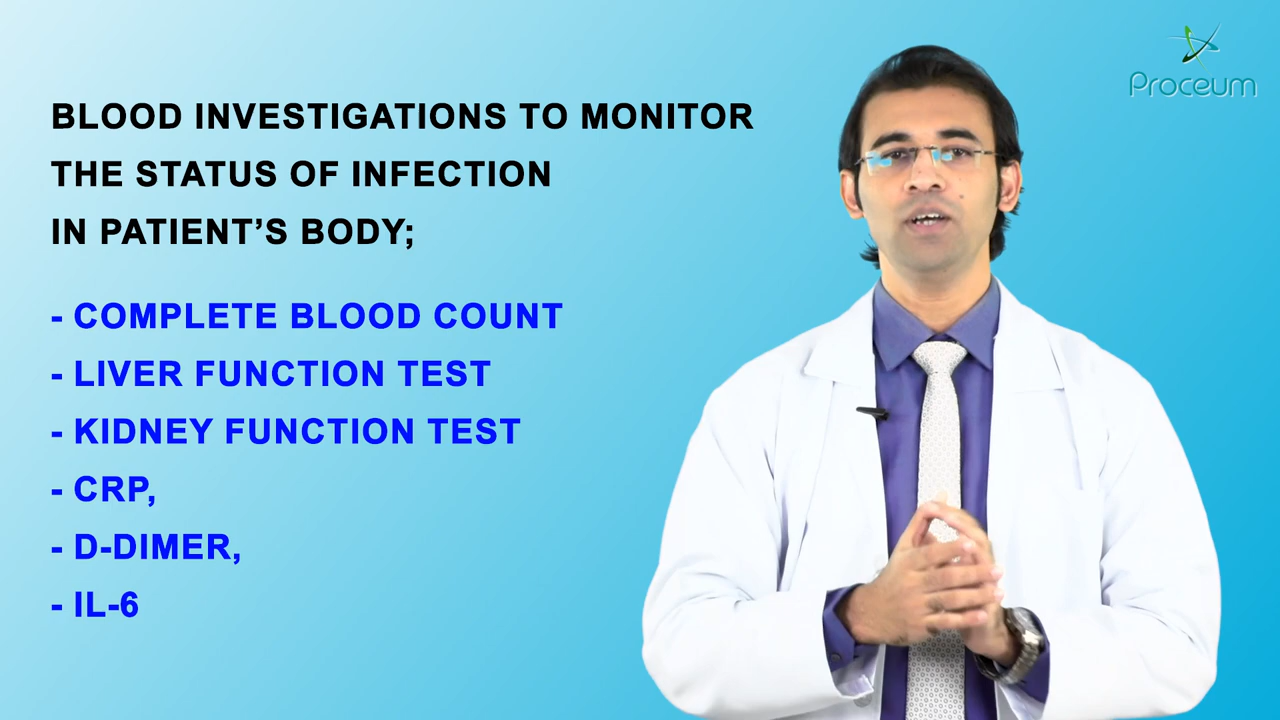 BLOOD INVESTIGATIONS TO MONITOR
THE STATUS OF INFECTION
IN PATIENT’S BODY;
- COMPLETE BLOOD COUNT
- LIVER FUNCTION TEST
- KIDNEY FUNCTION TEST
- CRP,
- D-DIMER,
- IL-6
Proceum